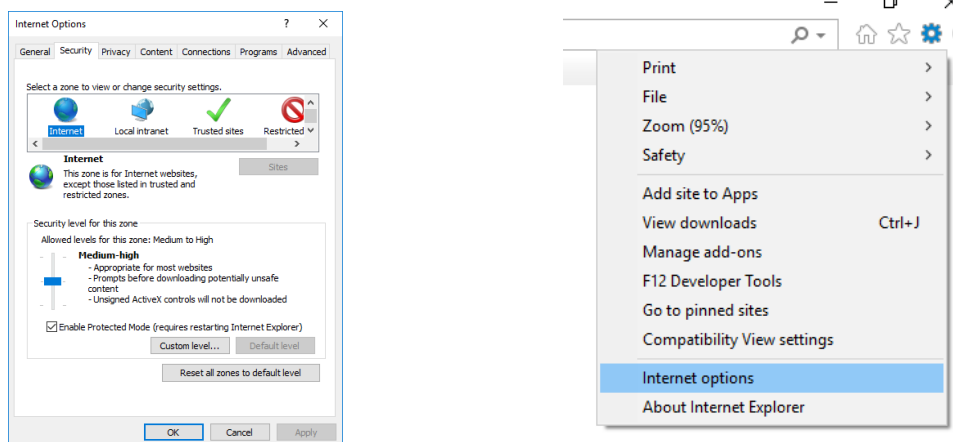 Internet Options ? ×
General Security Privacy Content Connections Programs Advanced
Select a zone to view or change security settings.
Internet Local intranet Trusted sites Restricted
Internet
This zone is for Internet websites,
except those listed in trusted and
restricted zones.
Sites
Security level for this zone
Allowed levels for this zone: Medium to High
Medium-high
- Appropriate for most websites
- Prompts before downloading potentially unsafe
content
- Unsigned ActiveX controls will not be downloaded
Enable Protected Mode (requires restarting Internet Explorer)
Custom level... Default level
Reset all zones to default level
OK Cancel Apply
Print
File
Zoom (95%)
Safety
Add site to Apps
View downloads Ctrl+J
Manage add-ons
F12 Developer Tools
Go to pinned sites
Compatibility View settings
Internet options
About Internet Explorer